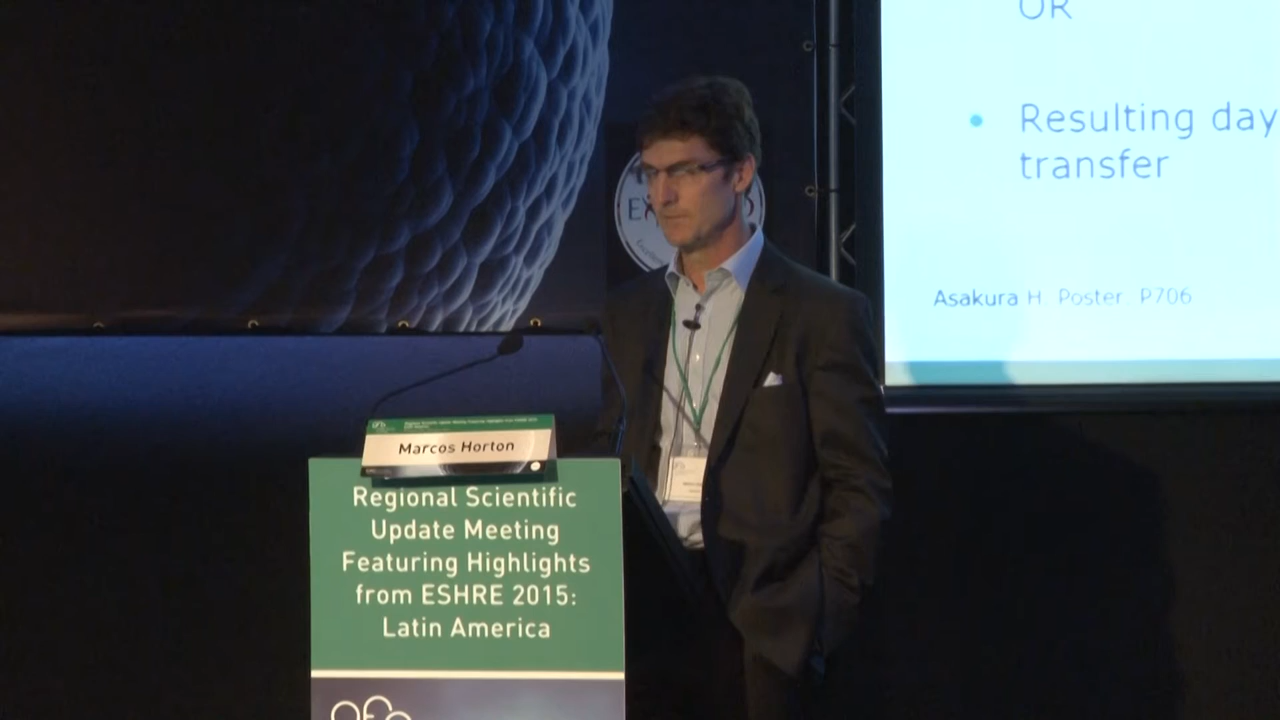 OR
• Resulting day
transfer
Asakura H Poster P706
Marcos Horton
Regional Scientific
Update Meeting
Featuring Highlights
from ESHRE 2015:
Latin America